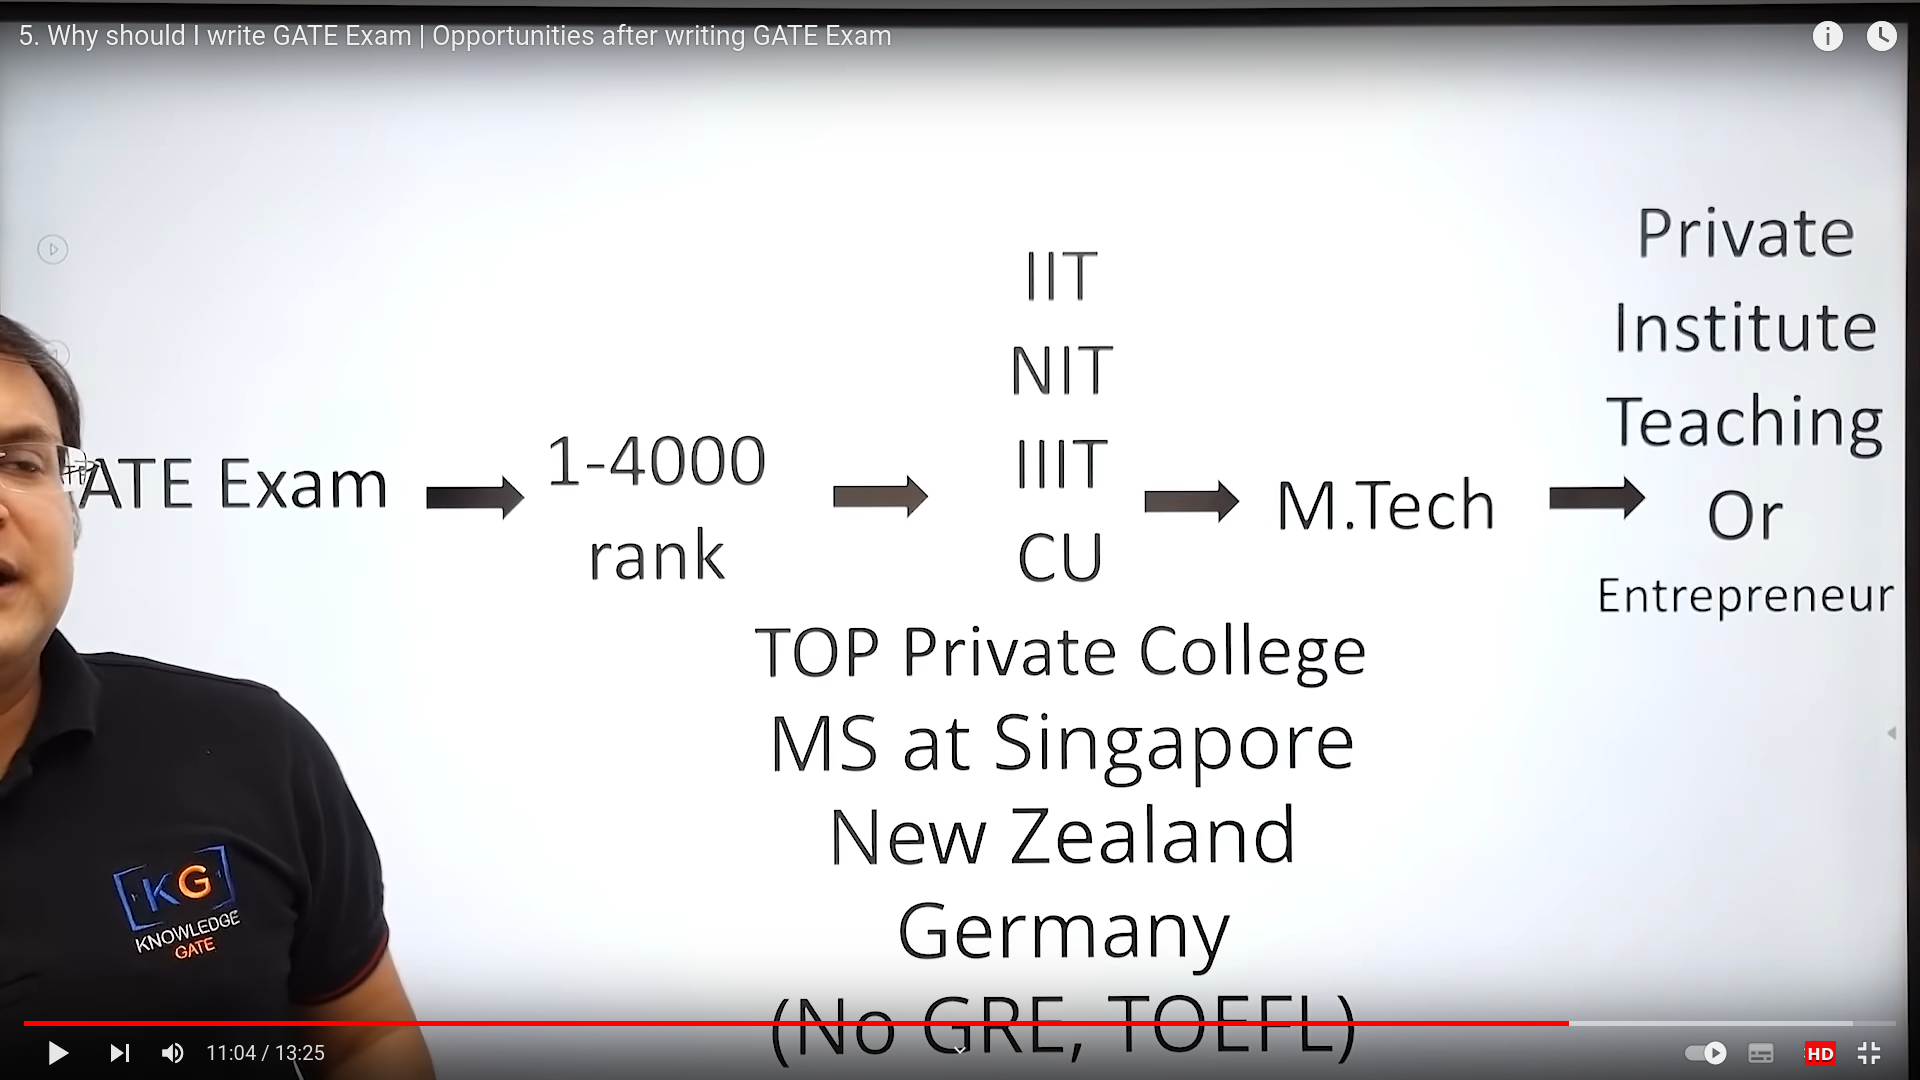 5. Why should I write GATE Exam | Opportunities after writing GATE Exam
ATE Exam
1-4000
rank
IIT
NIT
IIIT
CU
TOP Private College
MS at Singapore
New Zealand
Germany
(No GRE, TOEFL)
M.Tech
Private
Institute
Teaching
Or
Entrepreneur
KG
KNOWLEDGE
GATE
11:04 / 13:25
HD